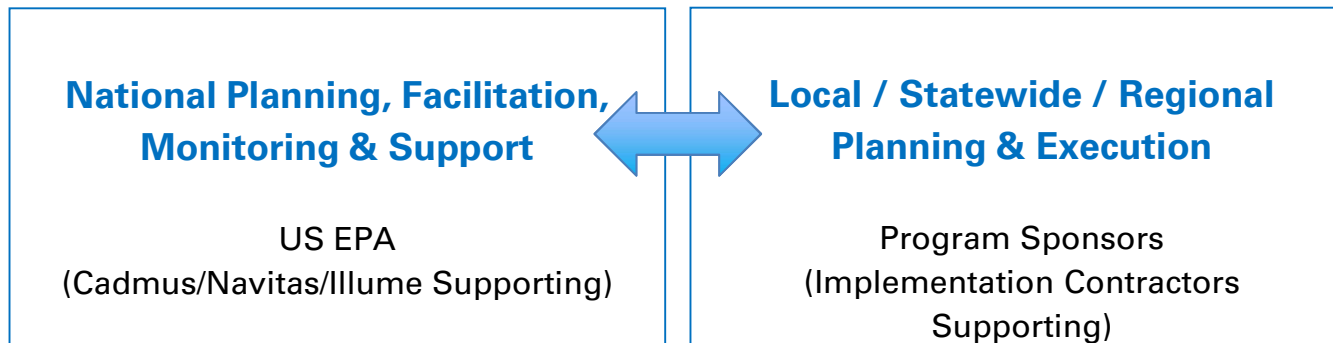 National Planning, Facilitation,
Monitoring & Support
US EPA
(Cadmus/Navitas/Illume Supporting)
Local / Statewide / Regional
Planning & Execution
Program Sponsors
(Implementation Contractors
Supporting)